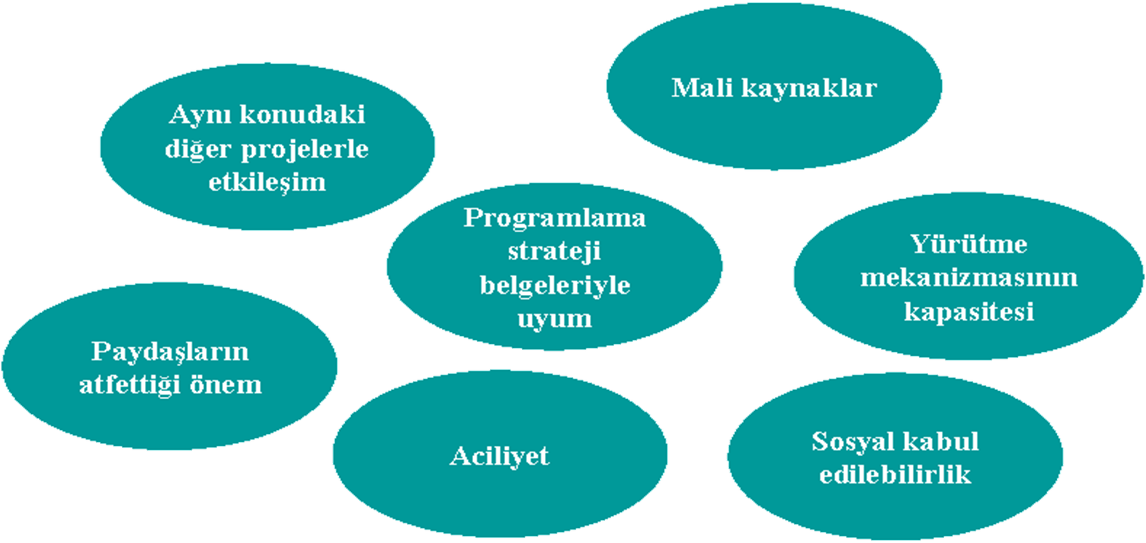 Aynı konudaki
diğer projelerle
etkileşim
Mali kaynaklar
Programlama
strateji
belgeleriyle
uyum
Yürütme
mekanizmasının
kapasitesi
Paydaşların
atfettiği önem
Aciliyet
Sosyal kabul
edilebilirlik